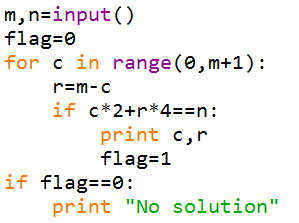 m,n=input()
flag=0
for c in range(0,m+1):
    r=m-c
    if c*2+r*4==n:
        print c,r
        flag=1
if flag==0:
    print "No solution"